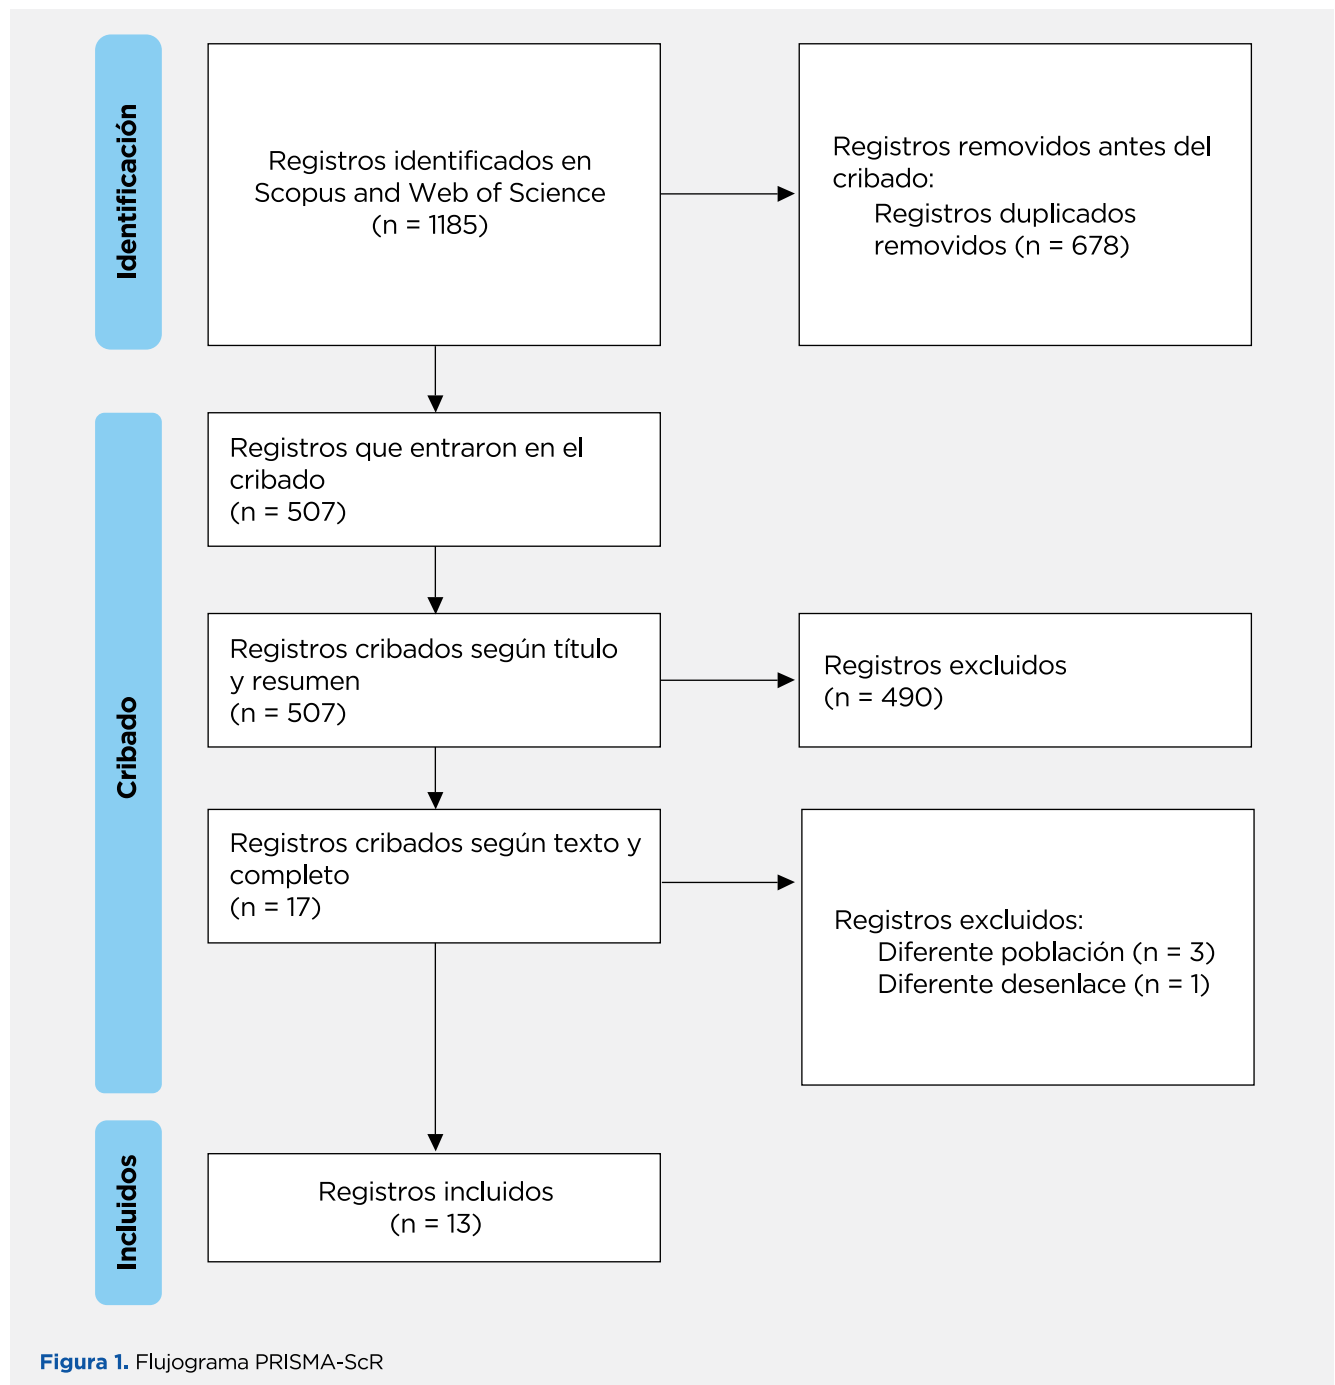 Identificación
Registros identificados en
Scopus and Web of Science
(n = 1185)
Registros removidos antes del
cribado:
Registros duplicados
removidos (n = 678)
Cribado
Registros que entraron en el
cribado
(n = 507)
Registros cribados según título
y resumen
(n = 507)
Registros excluidos
(n = 490)
Registros cribados según texto y
completo
(n = 17)
Registros excluidos:
Diferente población (n = 3)
Diferente desenlace (n = 1)
Incluidos
Registros incluidos
(n = 13)
Figura 1. Flujograma PRISMA-ScR